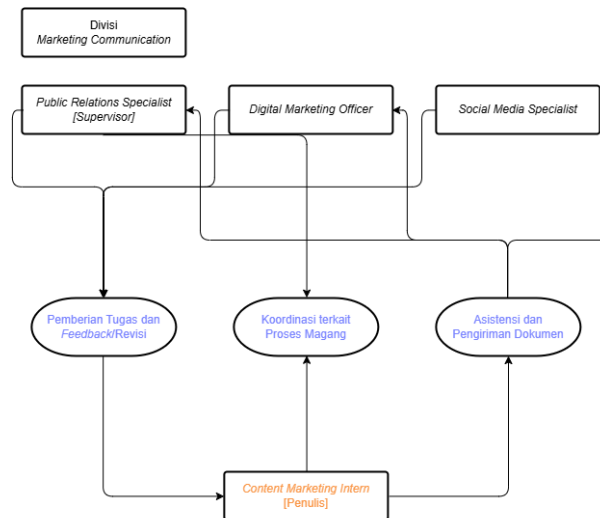 Divisi
Marketing Communication
Public Relations Specialist
[Supervisor]
Digital Marketing Officer
Social Media Specialist
Pemberian Tugas dan
Feedback/Revisi
Koordinasi terkait
Proses Magang
Asistensi dan
Pengiriman Dokumen
Content Marketing Intern
[Penulis]